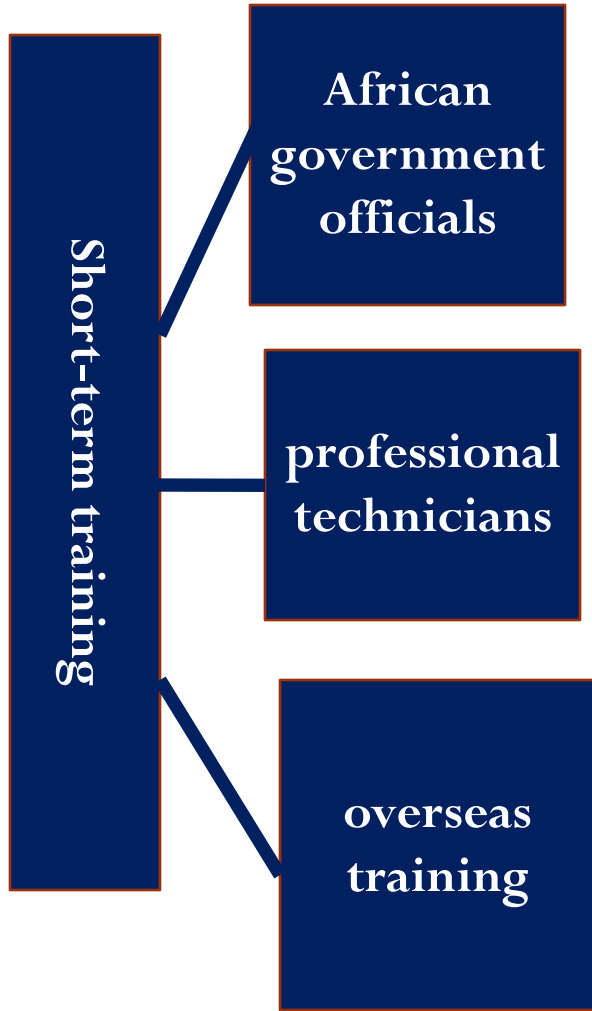 Short-term training
African
government
officials
professional
technicians
overseas
training